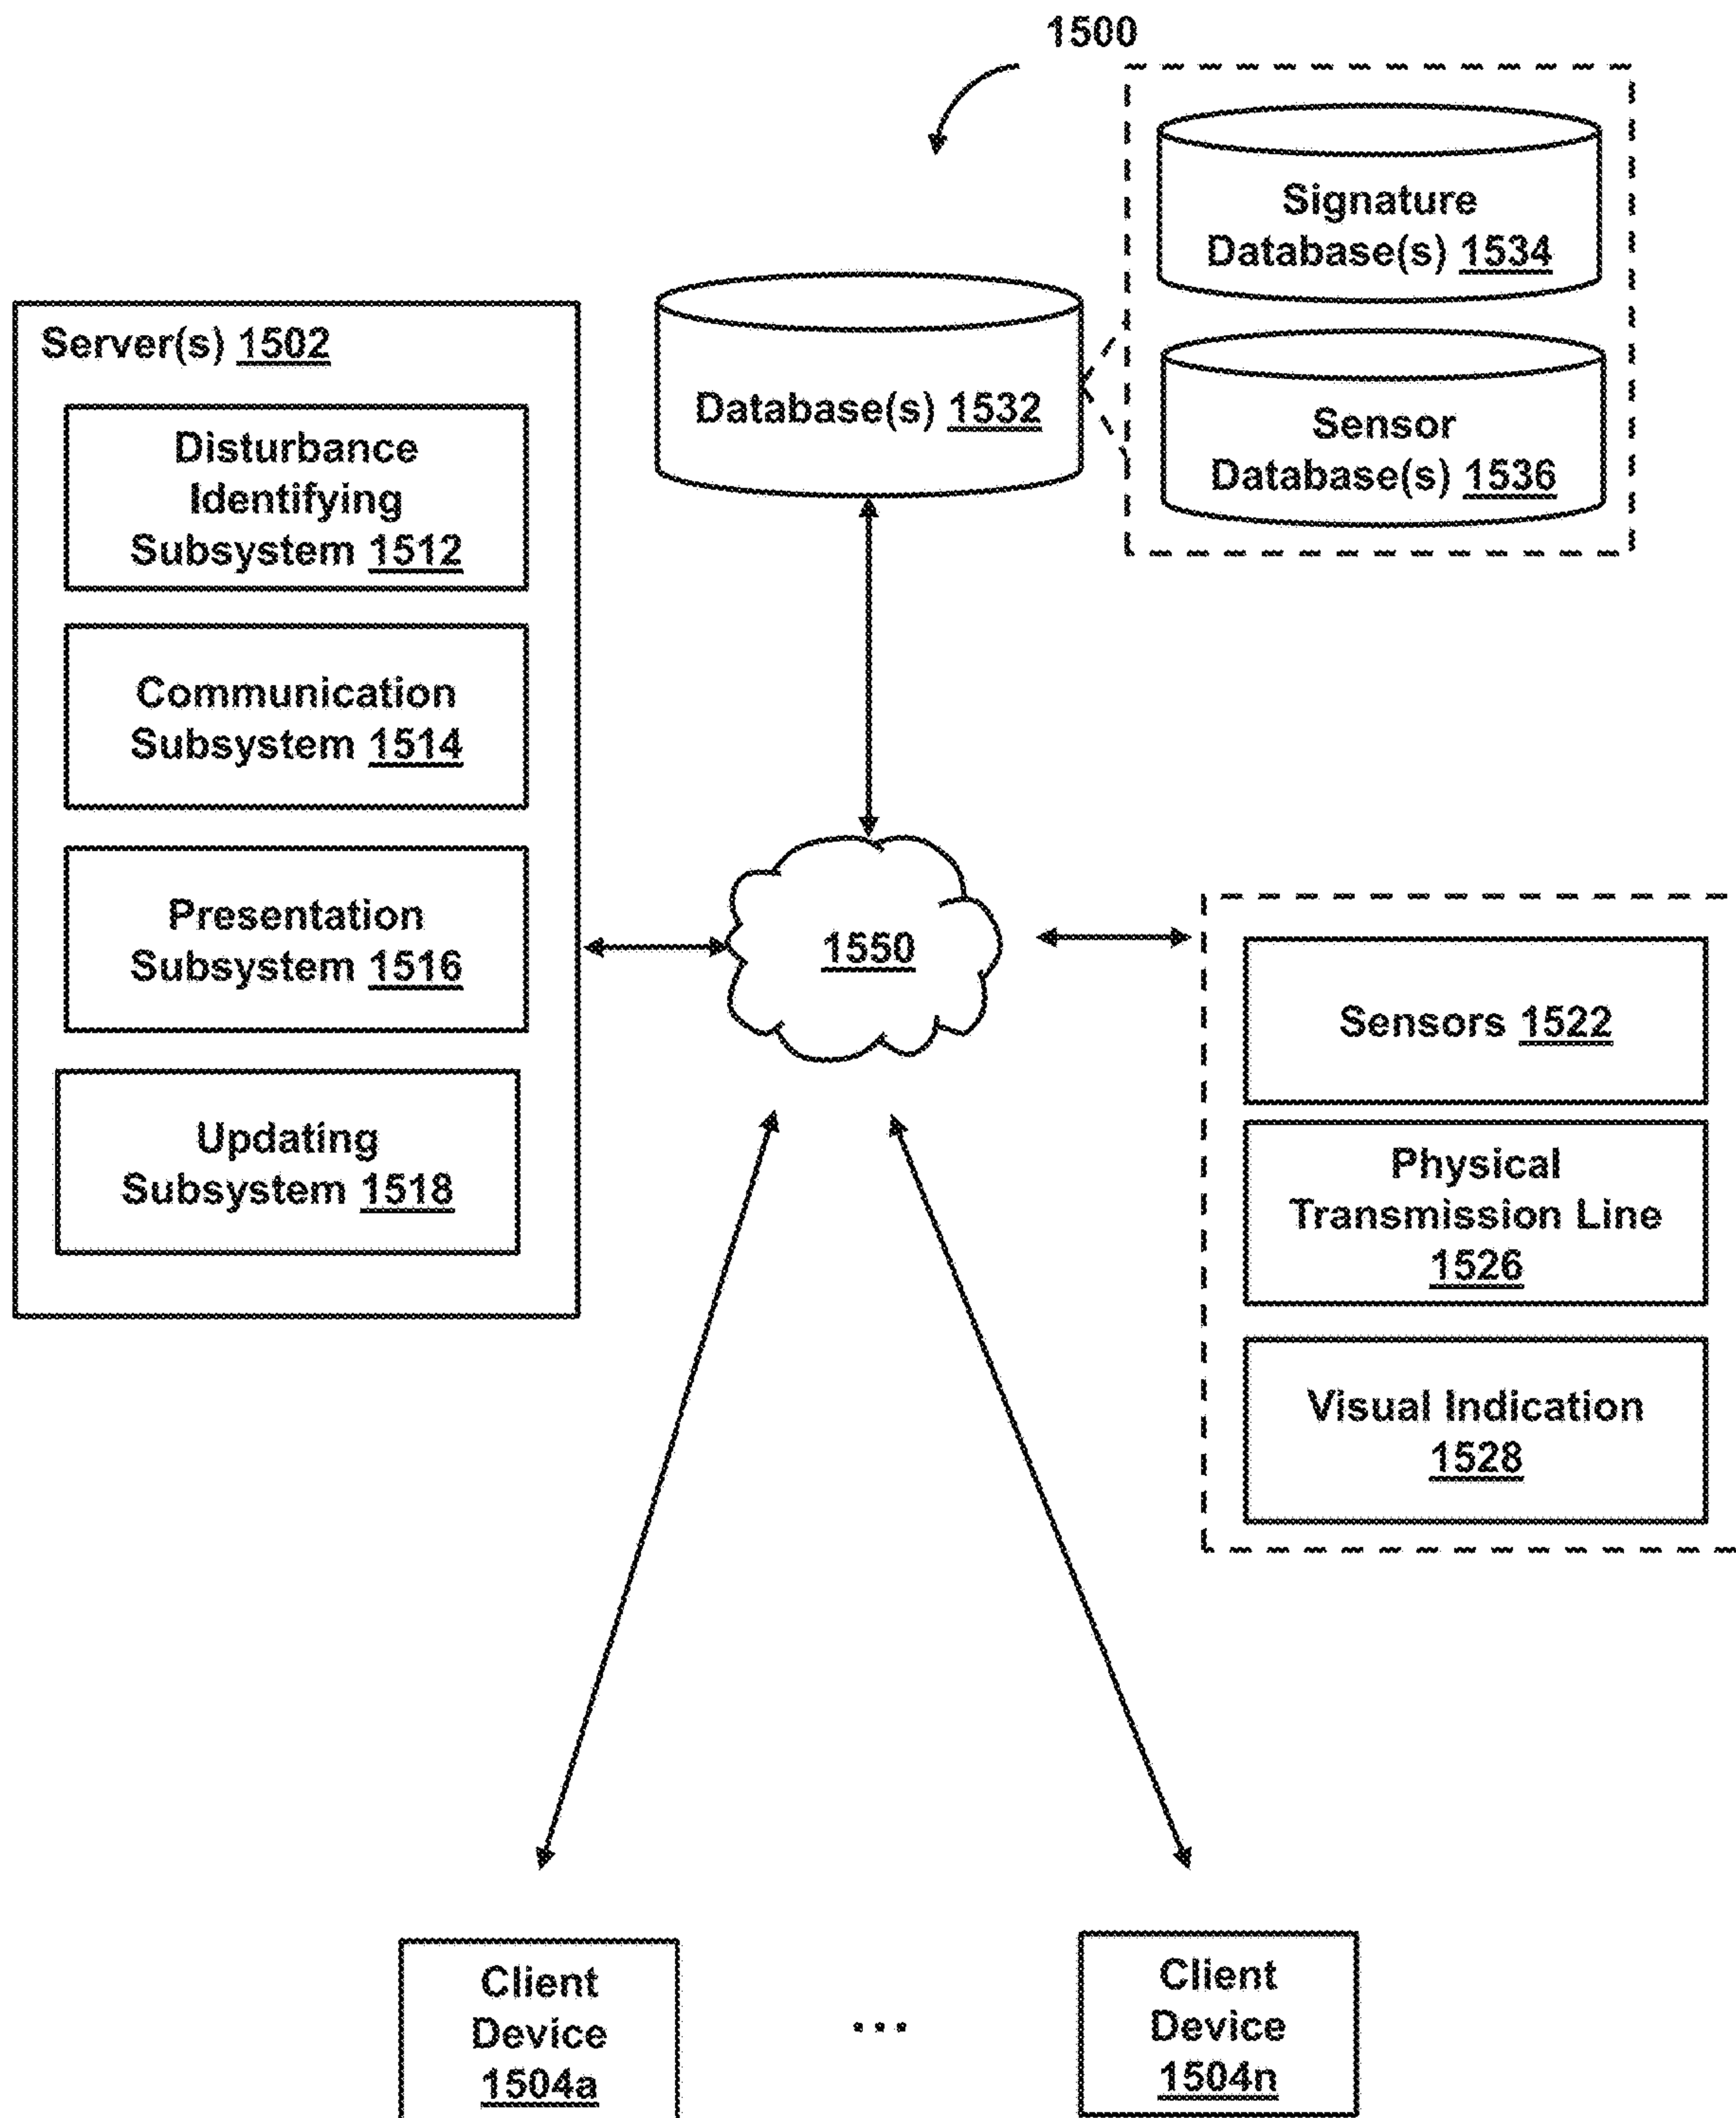 1500
Signature
Database(s) 1534
Sensor
Database(s) 1536
Database(s) 1532
Server(s) 1502
Disturbance
Identifying
Subsystem 1512
Communication
Subsystem 1514
Presentation
Subsystem 1516
Updating
Subsystem 1518
1550
Sensors 1522
Physical
Transmission Line
1526
Visual Indication
1528
Client
Device
1504a
...
Client
Device
1504n